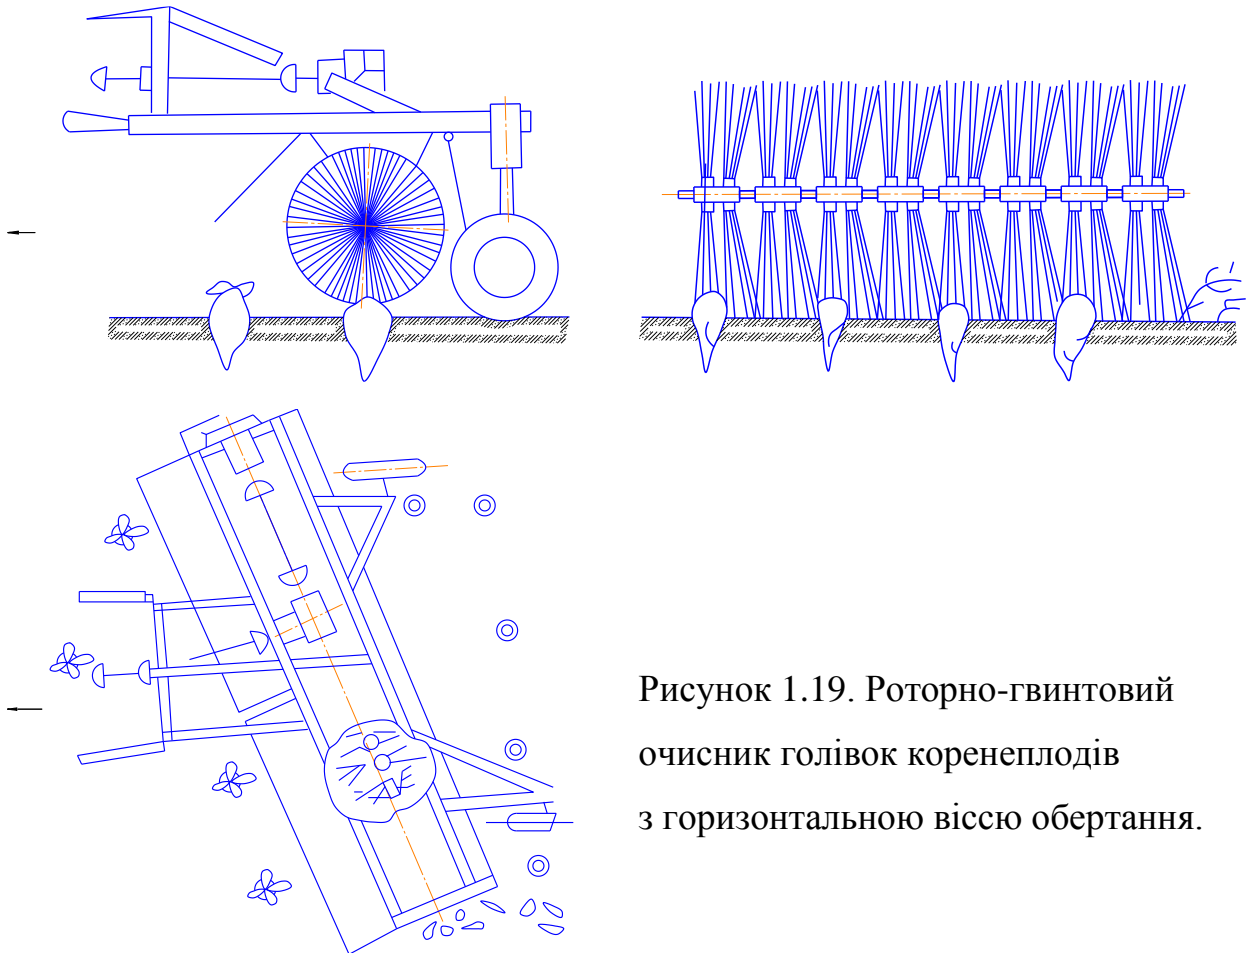 Рисунок 1.19. Роторно-гвинтовий
очисник голівок коренеплодів
з горизонтальною віссю обертання.